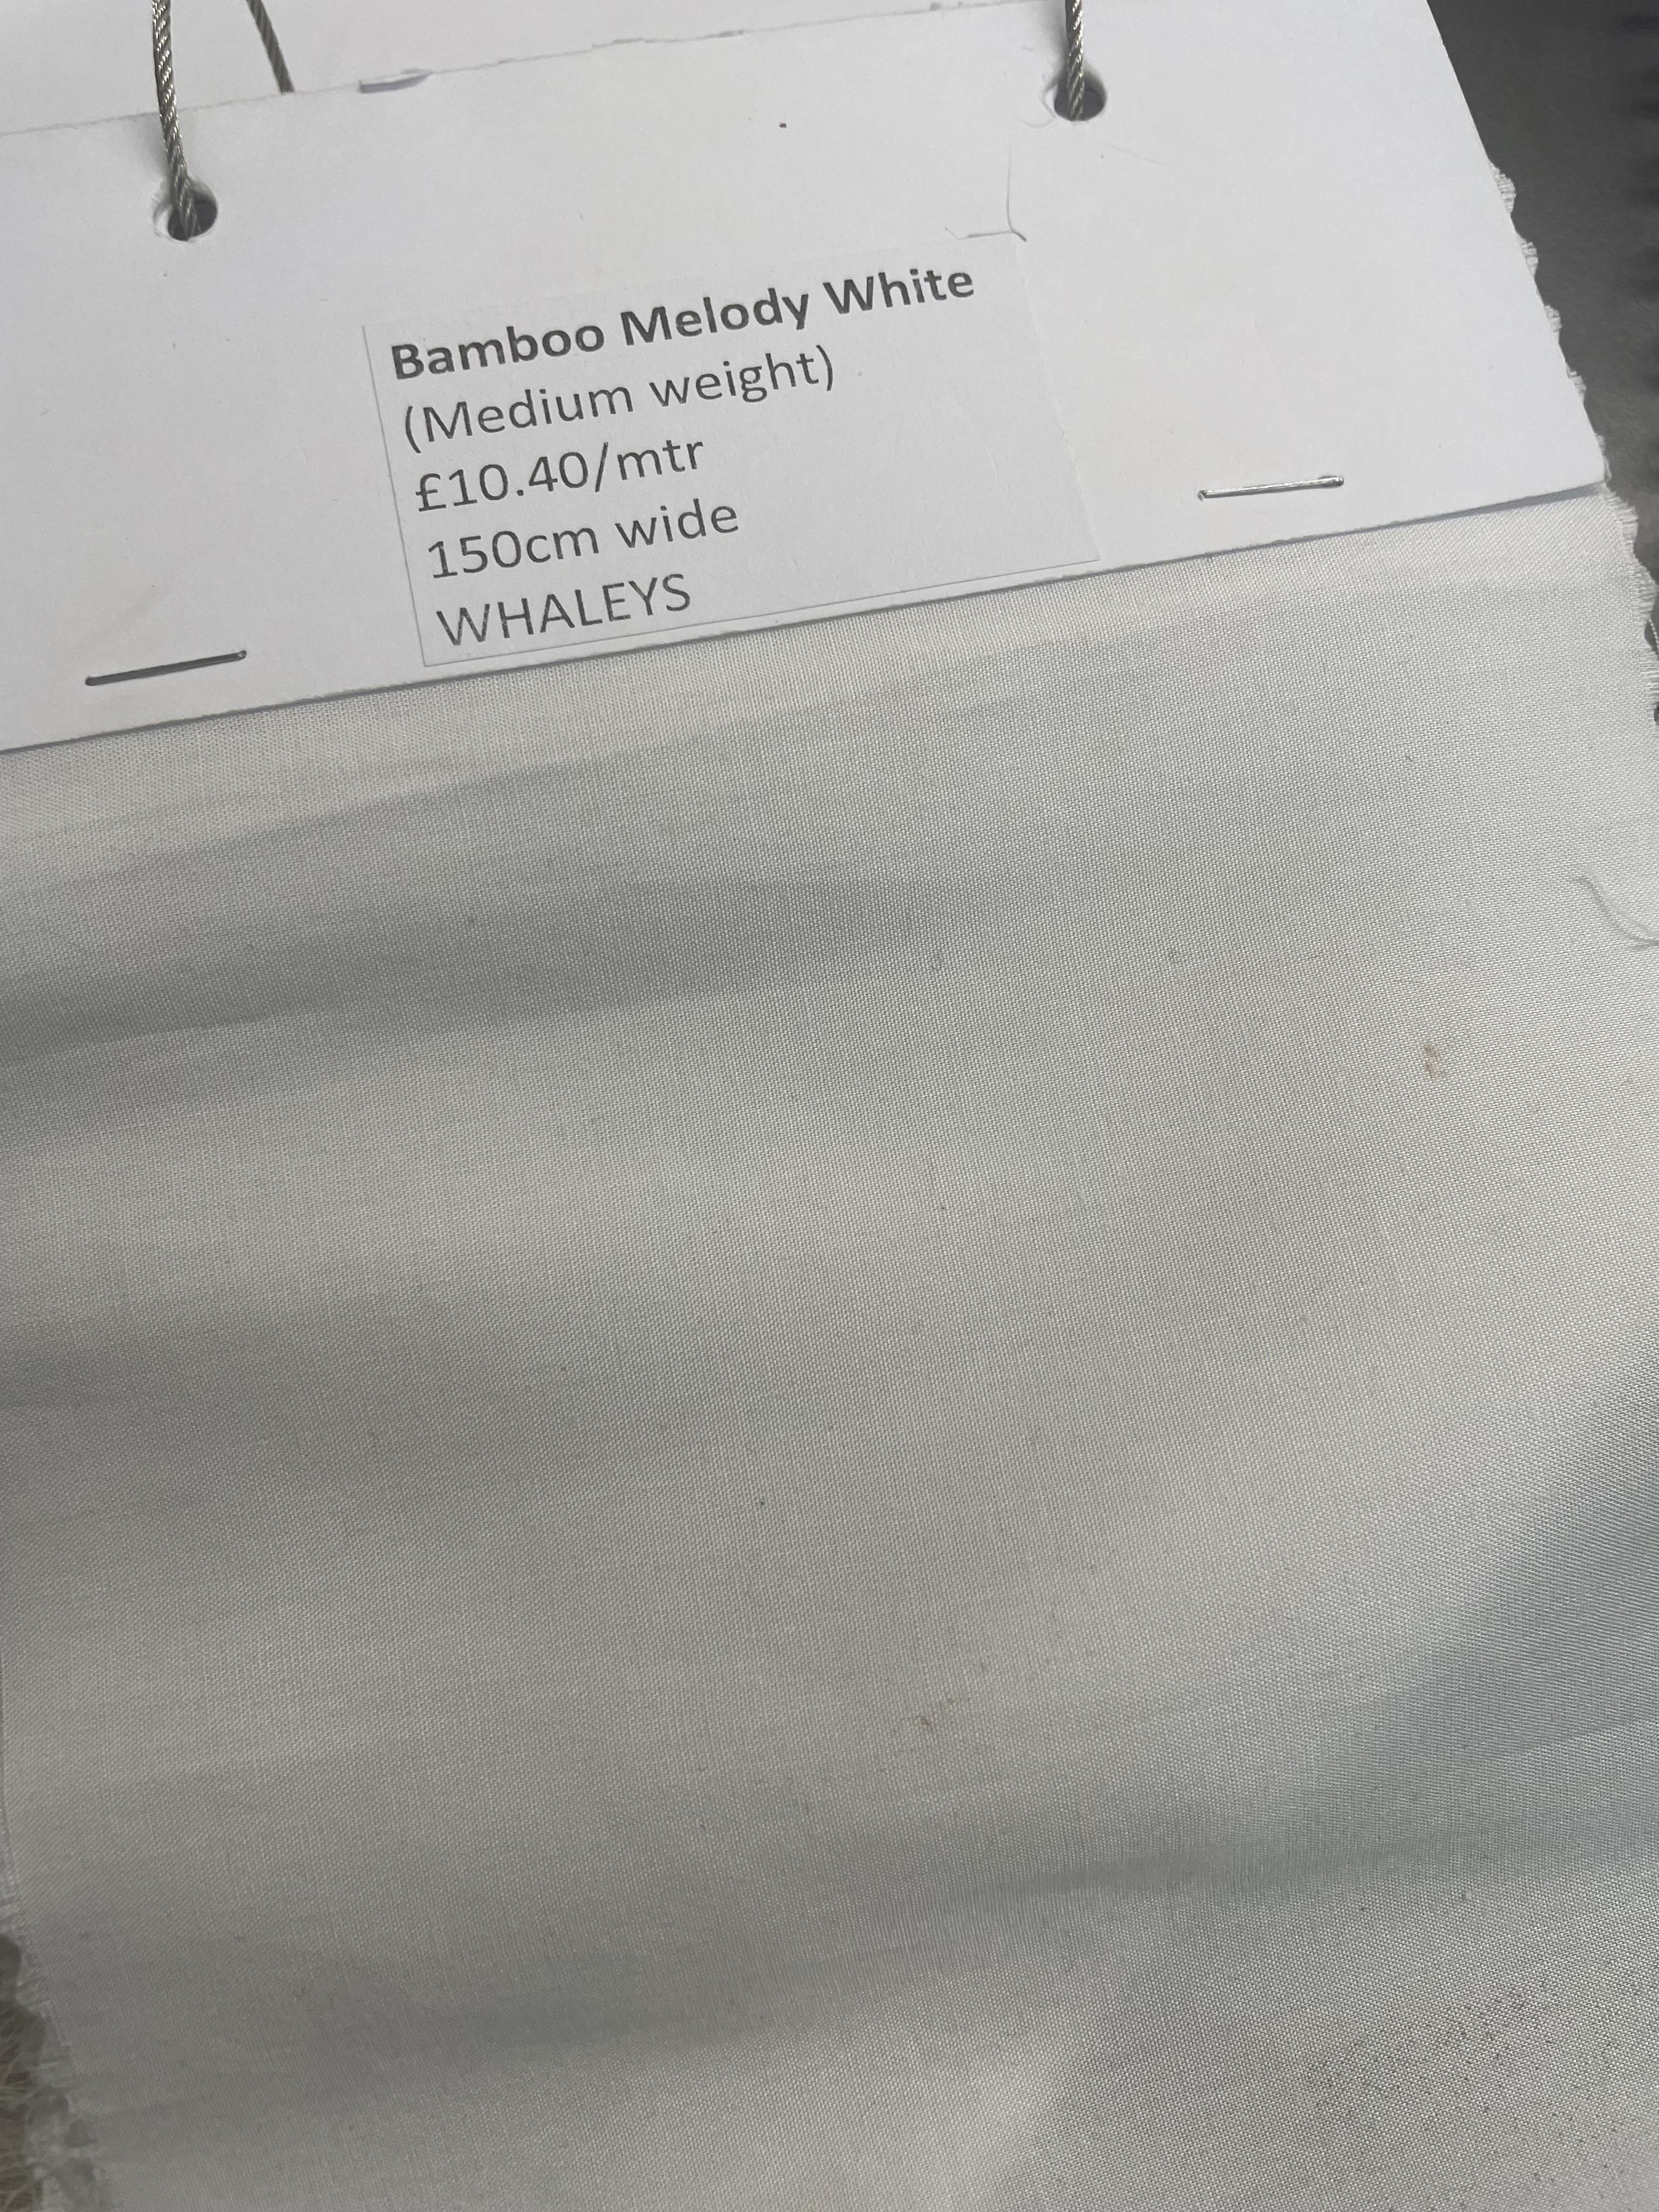 Bamboo Melody White
(Medium weight)
£10.40/mtr
150cm wide
WHALEYS